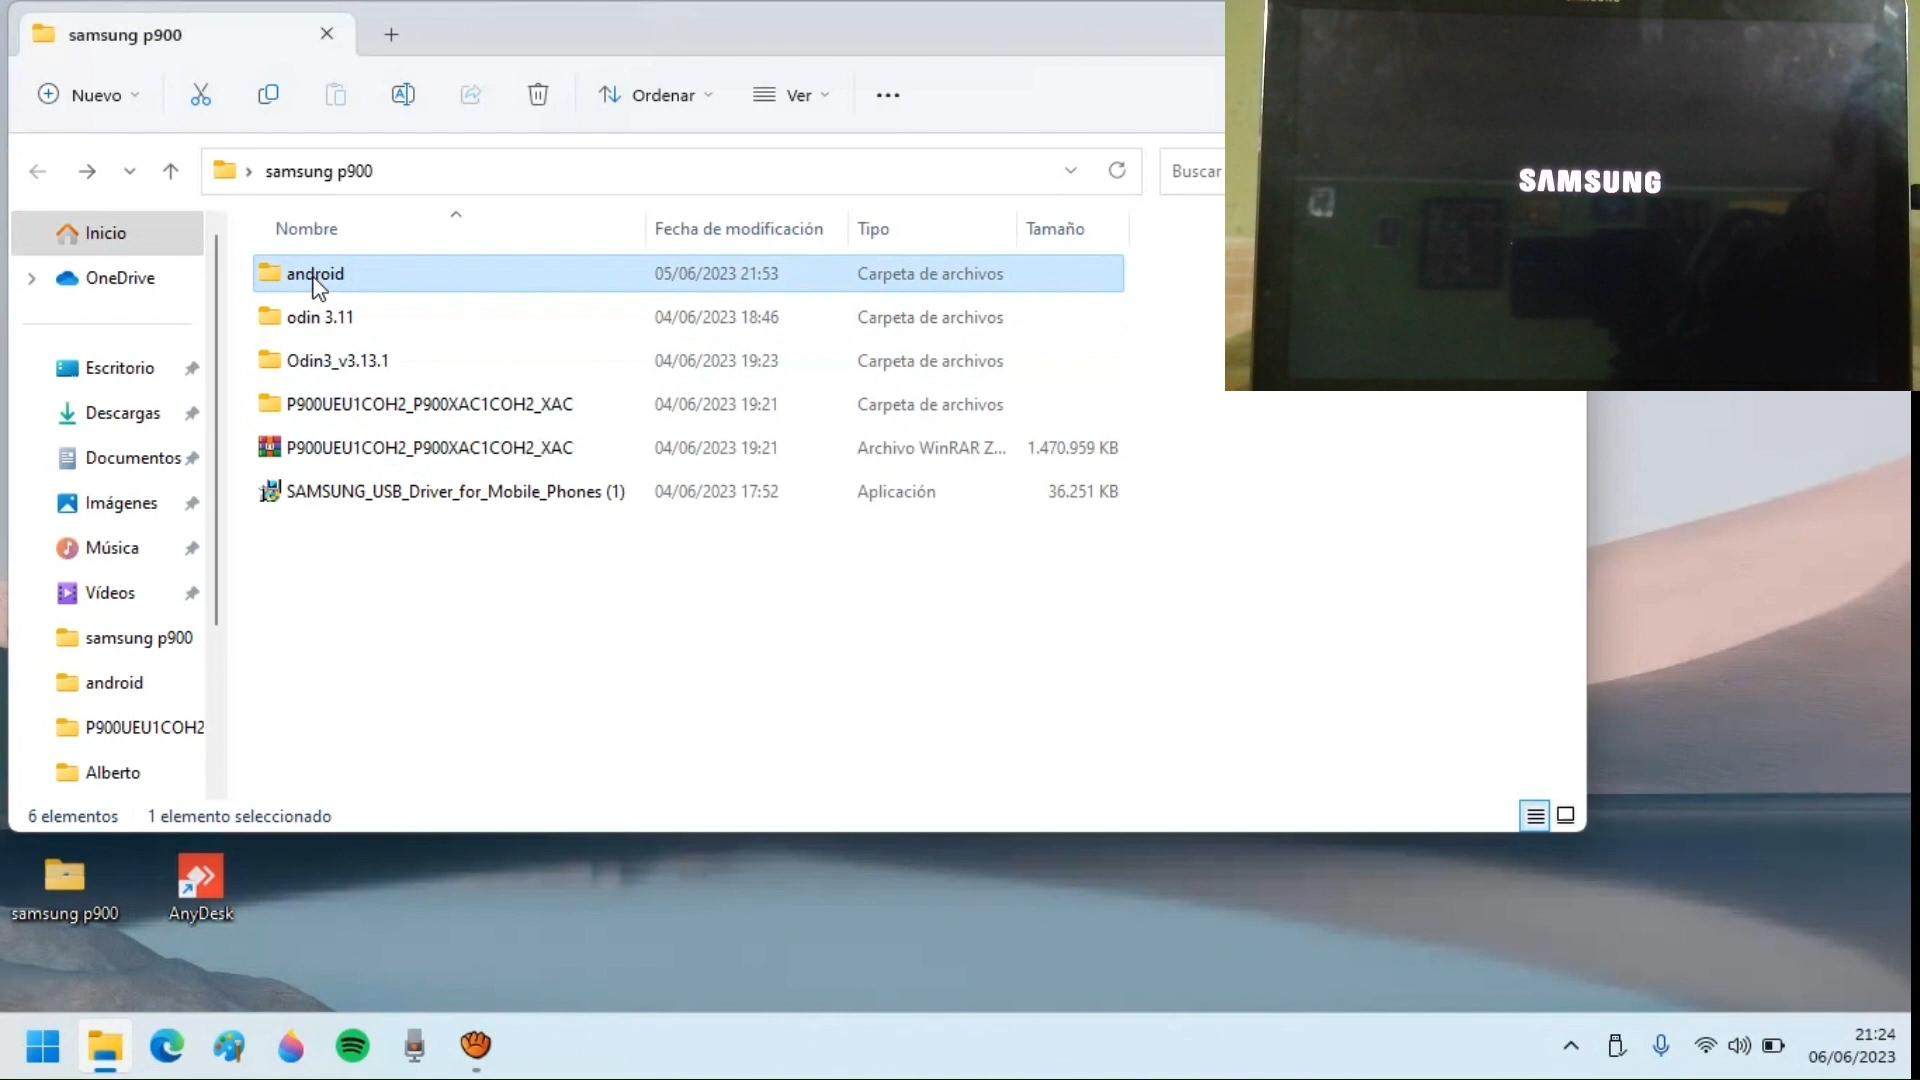 samsung p900
Nuevo
Ordenar
Ver
samsung p900
Buscar
SAMSUNG
Inicio
OneDrive
Escritorio
Descargas
Documentos
Imágenes
Música
Vídeos
samsung p900
android
P900UEU1COH2
Alberto
Nombre Fecha de modificación Tipo Tamaño
android 05/06/2023 21:53 Carpeta de archivos
odin 3.11 04/06/2023 18:46 Carpeta de archivos
Odin3_v3.13.1 04/06/2023 19:23 Carpeta de archivos
P900UEU1COH2_P900XAC1COH2_XAC 04/06/2023 19:21 Carpeta de archivos
P900UEU1COH2_P900XAC1COH2_XAC 04/06/2023 19:21 Archivo WinRAR Z... 1.470.959 KB
SAMSUNG_USB_Driver_for_Mobile_Phones (1) 04/06/2023 17:52 Aplicación 36.251 KB
6 elementos 1 elemento seleccionado
samsung p900
AnyDesk
21:24
06/06/2023